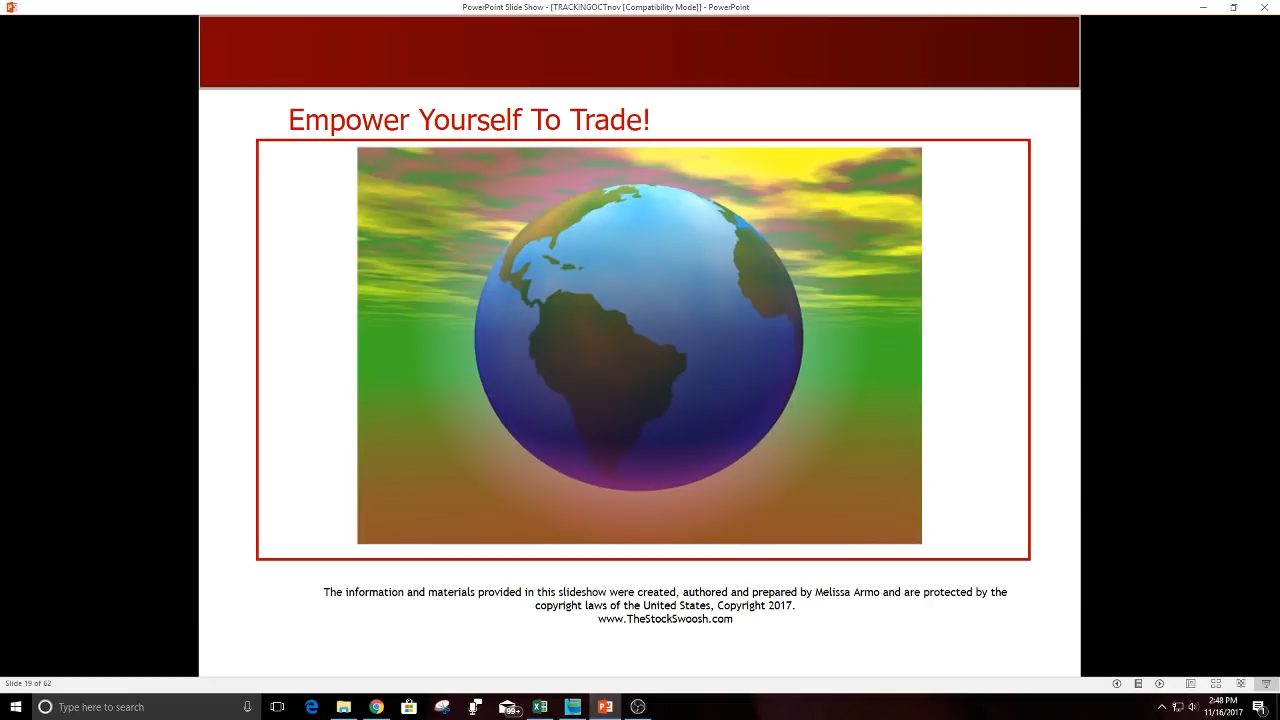 PowerPoint Slide Show - [TRACKINGOCTnov [Compatibility Mode]] - PowerPoint
Empower Yourself To Trade!
The information and materials provided in this slideshow were created, authored and prepared by Melissa Armo and are protected by the
copyright laws of the United States, Copyright 2017.
www.TheStockSwoosh.com
Slide 19 of 62
Type here to search
99+
2:48 PM
11/16/2017